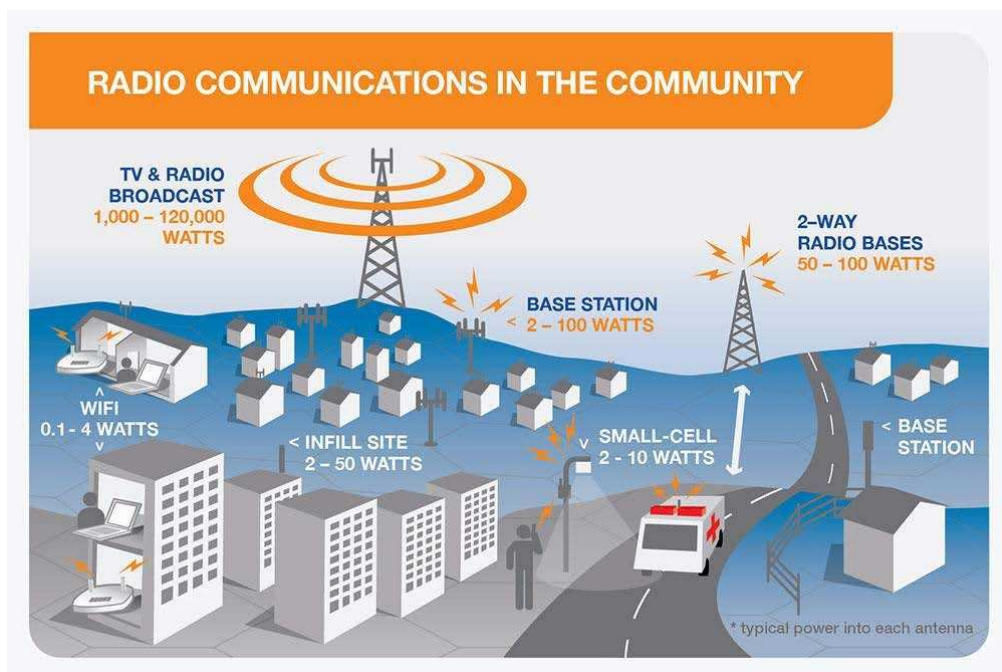 RADIO COMMUNICATIONS IN THE COMMUNITY
TV & RADIO
BROADCAST
1,000 – 120,000
WATTS
2–WAY
RADIO BASES
50 – 100 WATTS
BASE STATION
< 2 – 100 WATTS
^
WIFI
0.1 - 4 WATTS
v
< INFILL SITE
2 – 50 WATTS
v SMALL-CELL
2 - 10 WATTS
< BASE
STATION
* typical power into each antenna